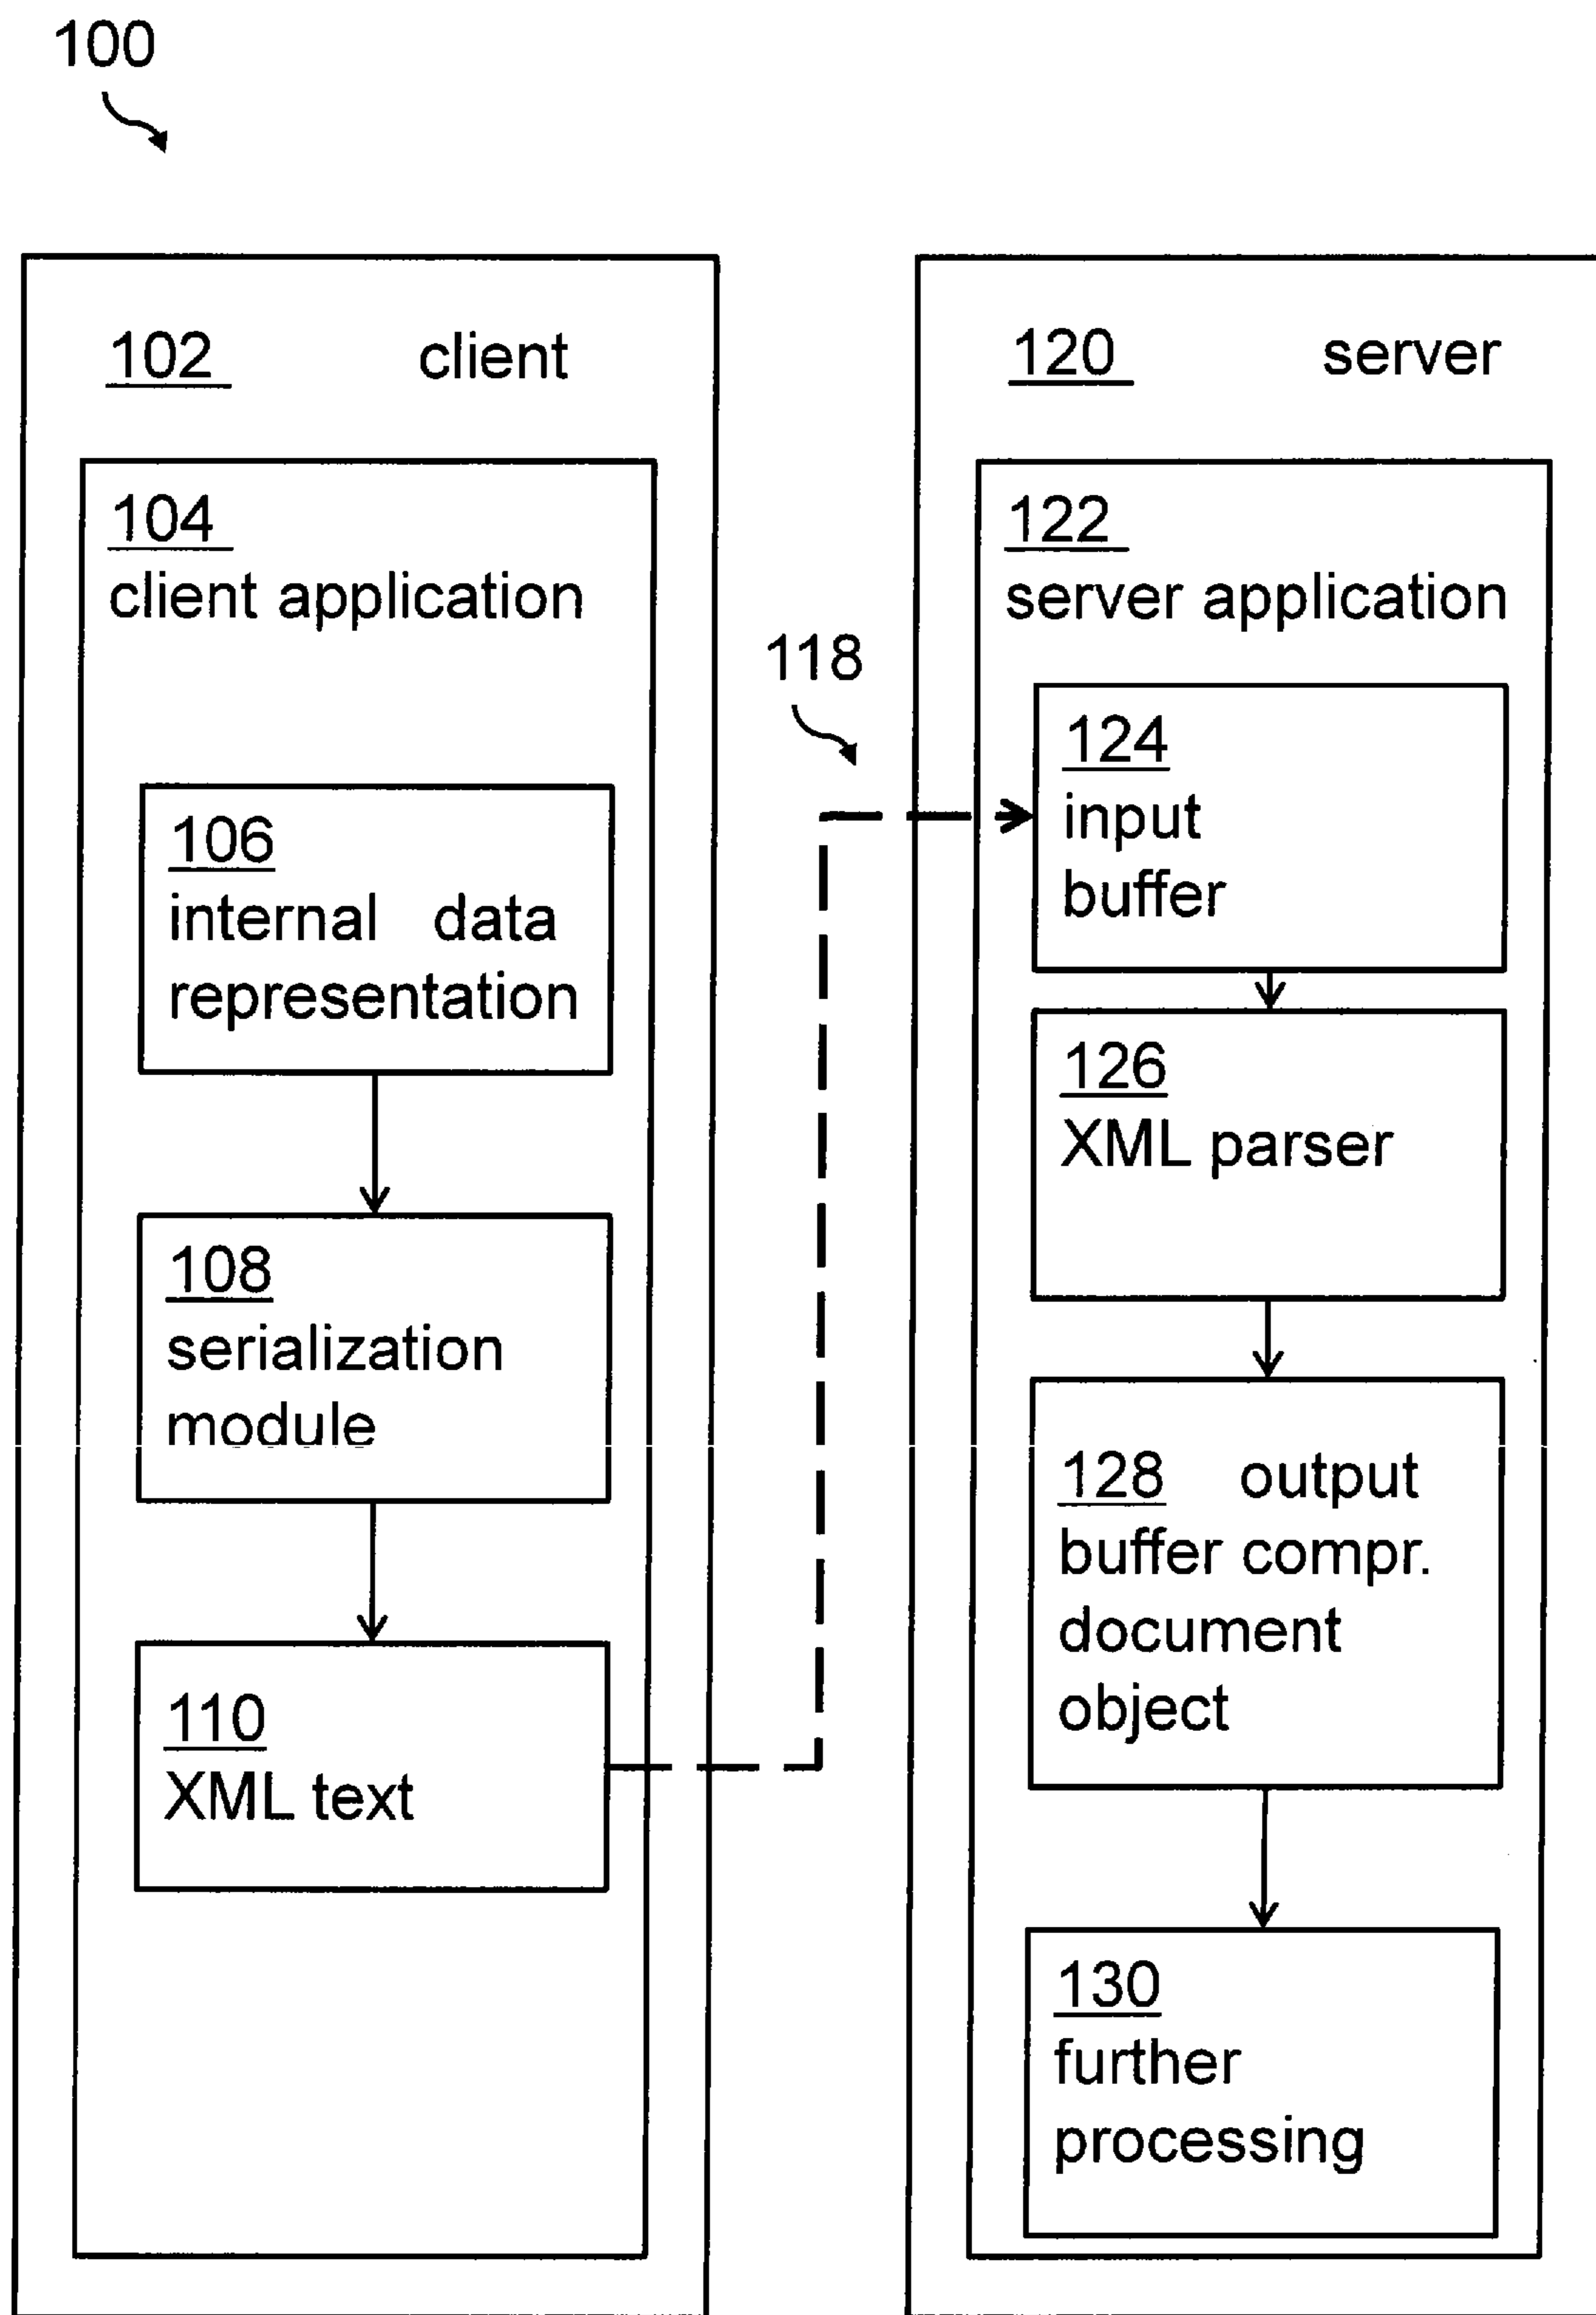 100
102 client
104
client application
106
internal data
representation
108
serialization
module
110
XML text
118
120 server
122
server application
124
input
buffer
126
XML parser
128 output
buffer compr.
document
object
130
further
processing